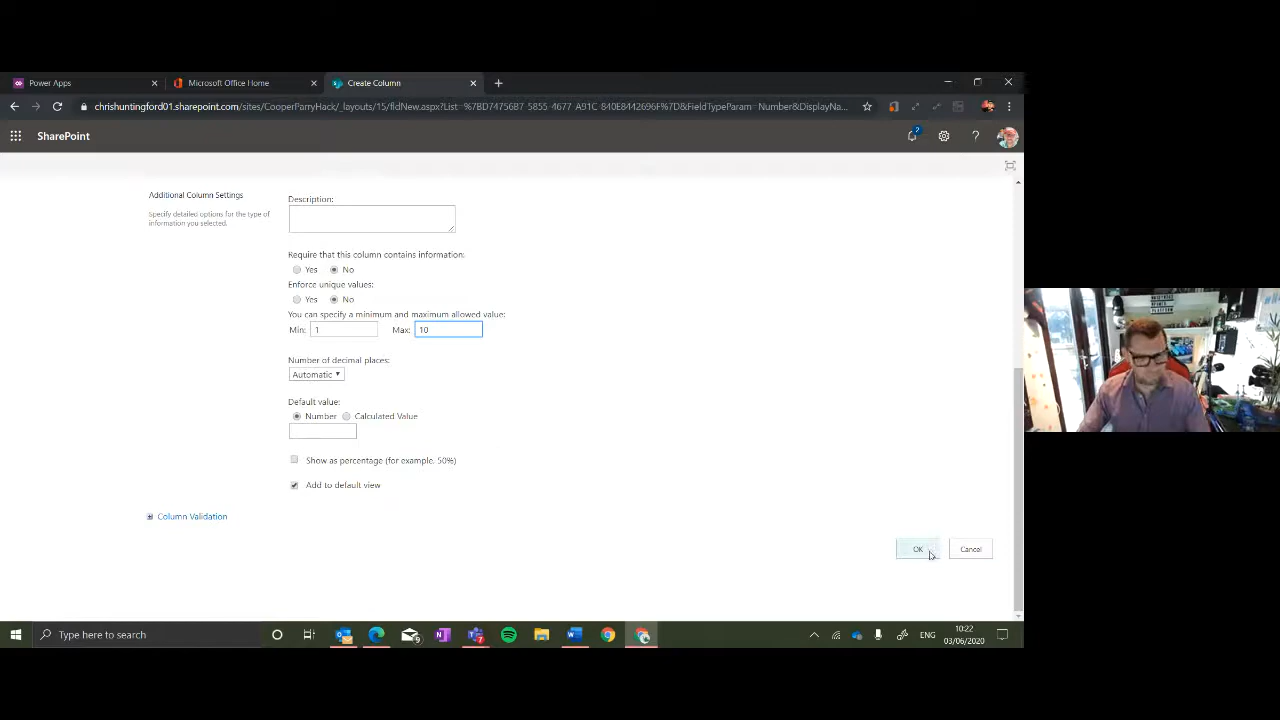 Power Apps
Microsoft Office Home
Create Column
chrishuntingford01.sharepoint.com/sites/CooperParryHack/_layouts/15/fldNew.aspx?List=%7BD74756B7-5855-4677-A91C-840E8442696F%7D&FieldTypeParam=Number&DisplayNa...
SharePoint
2
?
Additional Column Settings
Specify detailed options for the type of
information you selected.
Description:
Require that this column contains information:
Yes No
Enforce unique values:
Yes No
You can specify a minimum and maximum allowed value:
Min: 1 Max: 10
Number of decimal places:
Automatic
Default value:
Number Calculated Value
Show as percentage (for example, 50%)
Add to default view
Column Validation
OK Cancel
Type here to search
ENG
10:22
03/06/2020